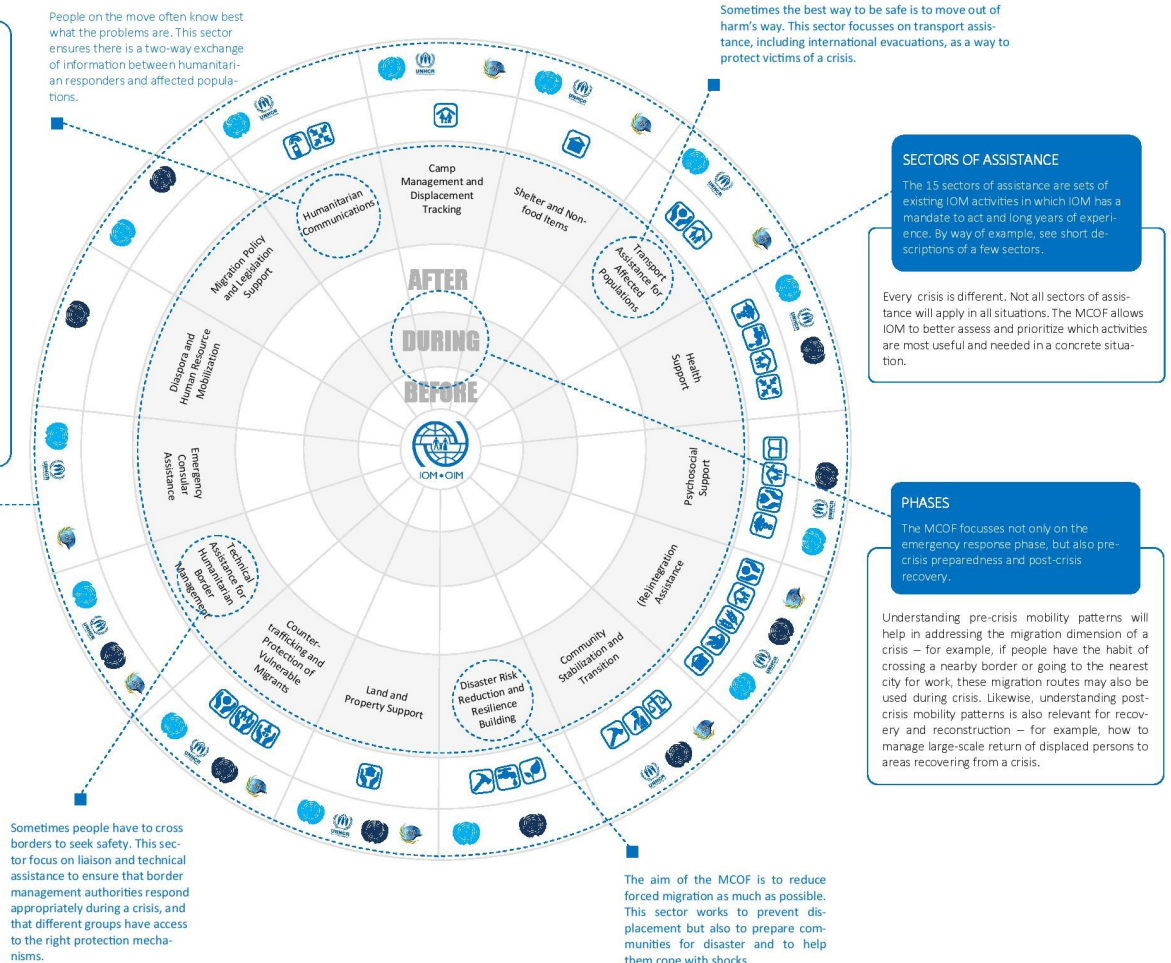 People on the move often know best
what the problems are. This sector
ensures there is a two-way exchange
of information between humanitari-
an responders and affected popula-
tions.
Sometimes the best way to be safe is to move out of
harm's way. This sector focusses on transport assis-
tance, including international evacuations, as a way to
protect victims of a crisis.
SECTORS OF ASSISTANCE
The 15 sectors of assistance are sets of
existing IOM activities in which IOM has a
mandate to act and long years of experi-
ence. By way of example, see short de-
scriptions of a few sectors.
Every crisis is different. Not all sectors of assis-
tance will apply in all situations. The MCOF allows
IOM to better assess and prioritize which activities
are most useful and needed in a concrete situa-
tion.
PHASES
The MCOF focusses not only on the
emergency response phase, but also pre-
crisis preparedness and post-crisis
recovery.
Understanding pre-crisis mobility patterns will
help in addressing the migration dimension of a
crisis – for example, if people have the habit of
crossing a nearby border or going to the nearest
city for work, these migration routes may also be
used during crisis. Likewise, understanding post-
crisis mobility patterns is also relevant for recov-
ery and reconstruction – for example, how to
manage large-scale return of displaced persons to
areas recovering from a crisis.
Camp
Management and
Displacement
Tracking
Shelter and Non-
food Items
Transport
Assistance for
Affected
Populations
Health
Support
Psychosocial
Support
(Re)integration
Assistance
Community
Stabilization and
Transition
Disaster Risk
Reduction and
Resilience
Building
Land and
Property Support
Counter-
trafficking and
Protection of
Vulnerable
Migrants
Technical
Assistance for
Humanitarian
Border
Management
Emergency
Consular
Assistance
Diaspora and
Human Resource
Mobilization
Migration Policy
and Legislation
Support
Humanitarian
Communications
AFTER
DURING
BEFORE
IOM • OIM
UNHCR
UNHCR
UNHCR
UNHCR
UNHCR
UNHCR
UNHCR
UNHCR
UNHCR
UNHCR
UNHCR
Sometimes people have to cross
borders to seek safety. This sec-
tor focus on liaison and technical
assistance to ensure that border
management authorities respond
appropriately during a crisis, and
that different groups have access
to the right protection mecha-
nisms.
The aim of the MCOF is to reduce
forced migration as much as possible.
This sector works to prevent dis-
placement but also to prepare com-
munities for disaster and to help
them cope with shocks.